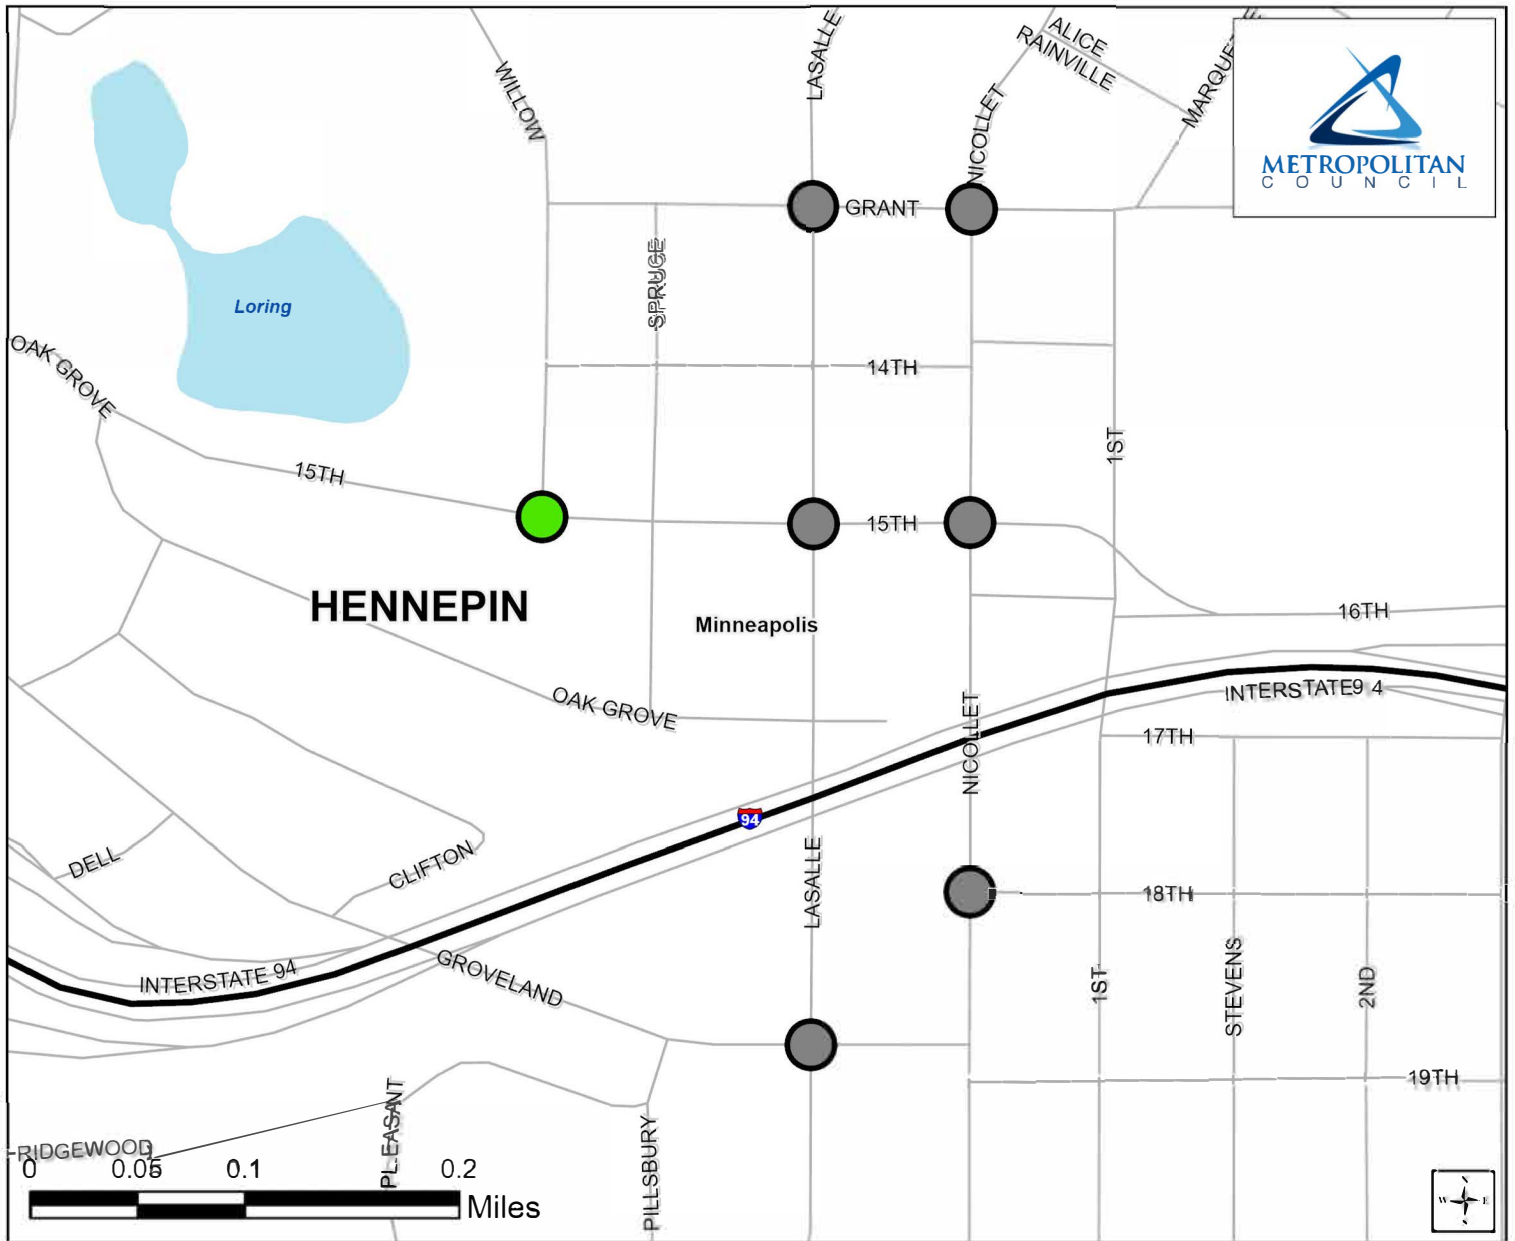 LASALLE
ALICE
RAINVILLE
WILLOW
NICOLLET
METROPOLITAN
COUNCIL
GRANT
SPRUCE
Loring
OAK GROVE
14TH
1ST
15TH
15TH
HENNEPIN
Minneapolis
16TH
OAK GROVE
INTERSTATE9 4
NICOLLET
17TH
94
DELL
CLIFTON
LASALLE
18TH
INTERSTATE 94
GROVELAND
1ST
STEVENS
2ND
19TH
PLEASANT
PILLSBURY
RIDGEWOOD
0 0.05 0.1 0.2
Miles
W E